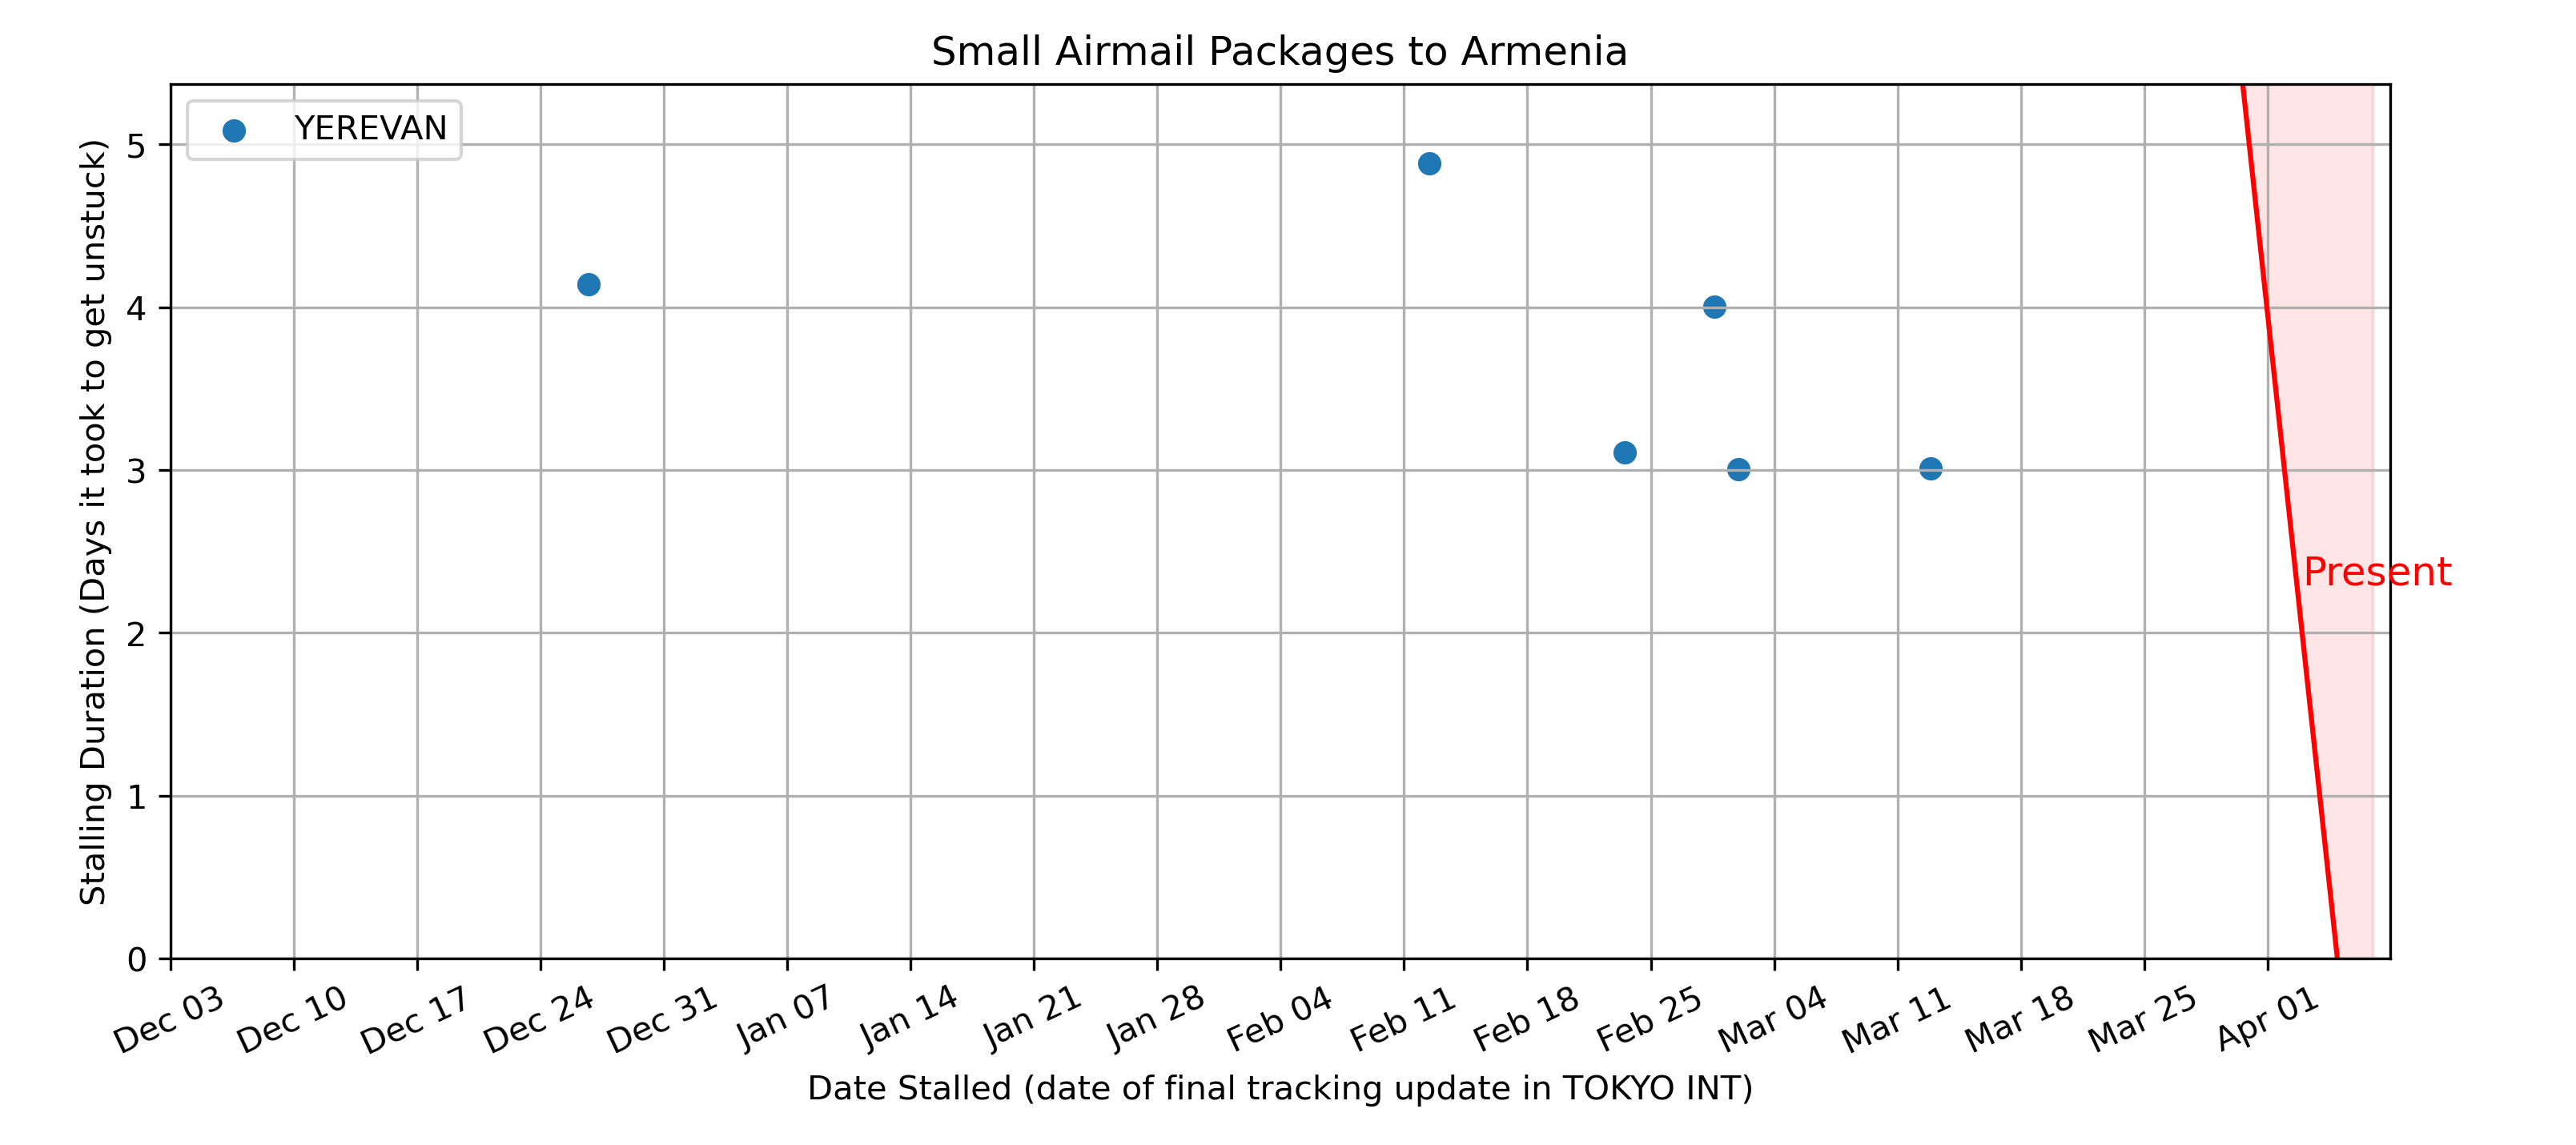 Small Airmail Packages to Armenia
YEREVAN
Stalling Duration (Days it took to get unstuck)
5
4
3
2
1
0
Present
Dec 03
Dec 10
Dec 17
Dec 24
Dec 31
Jan 07
Jan 14
Jan 21
Jan 28
Feb 04
Feb 11
Feb 18
Feb 25
Mar 04
Mar 11
Mar 18
Mar 25
Apr 01
Date Stalled (date of final tracking update in TOKYO INT)